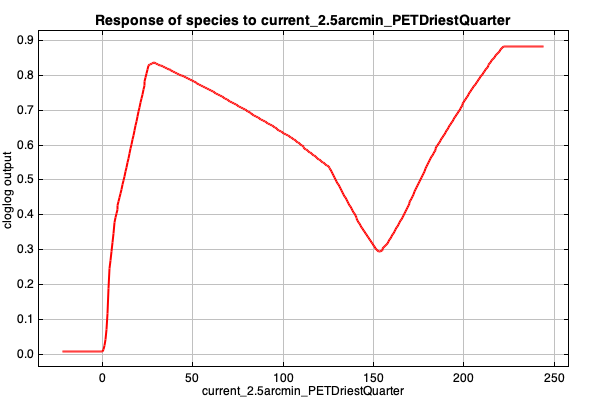 Response of species to current_2.5arcmin_PETDriestQuarter
cloglog output
0.9
0.8
0.7
0.6
0.5
0.4
0.3
0.2
0.1
0.0
0 50 100 150 200 250
current_2.5arcmin_PETDriestQuarter